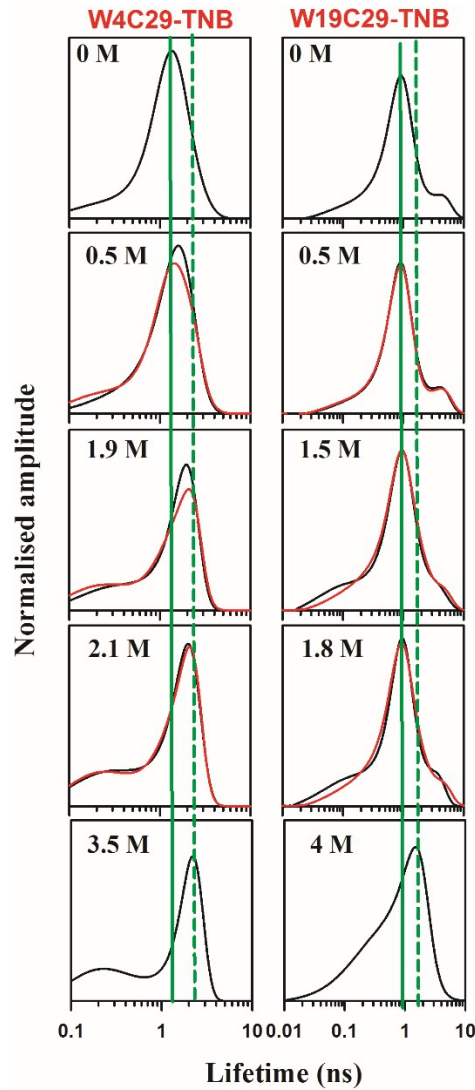 W4C29-TNB W19C29-TNB
0 M 0 M
0.5 M 0.5 M
1.9 M 1.5 M
2.1 M 1.8 M
3.5 M 4 M
Normalised amplitude
0.1 1 10 0.01 0.1 1 10
Lifetime (ns)